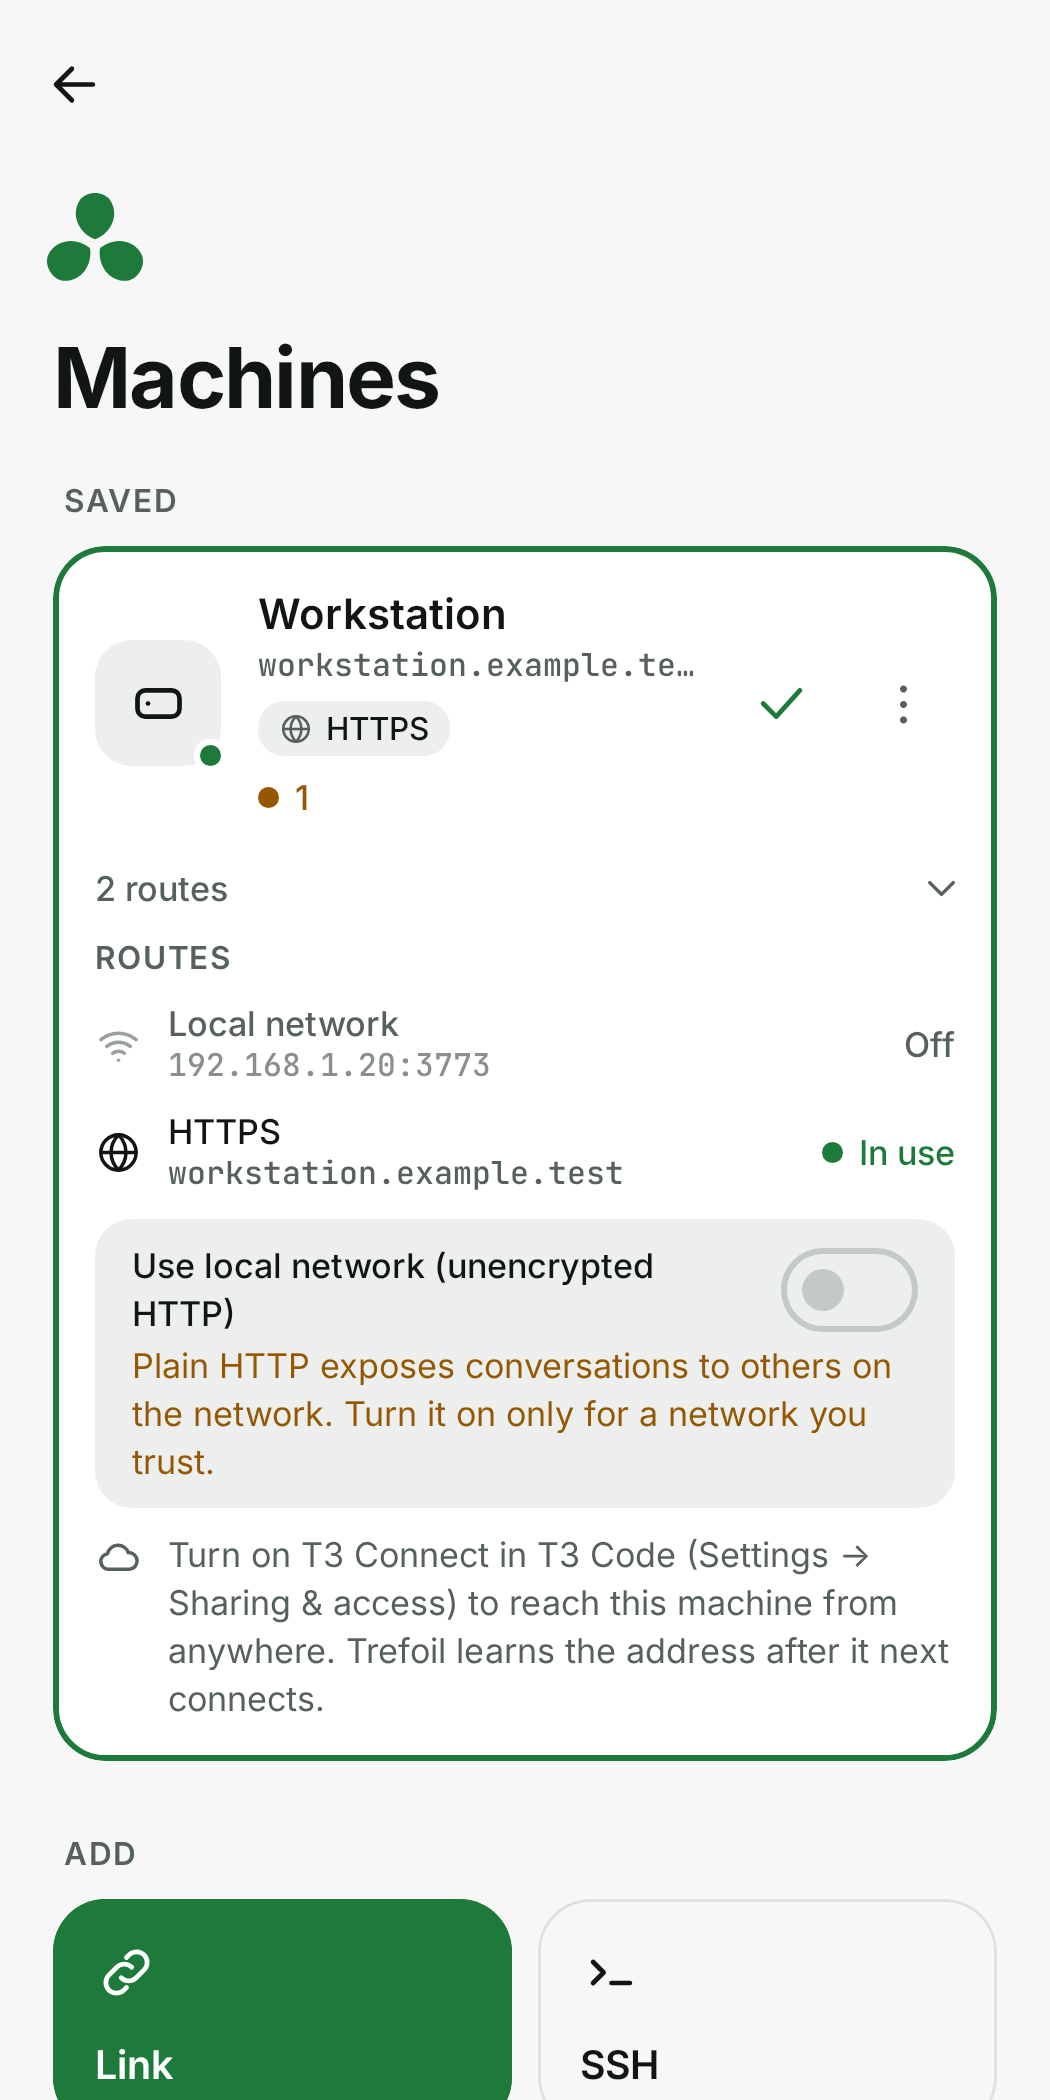 Machines
SAVED
Workstation
workstation.example.te…
HTTPS
1
2 routes
ROUTES
Local network
192.168.1.20:3773
Off
HTTPS
workstation.example.test
In use
Use local network (unencrypted
HTTP)
Plain HTTP exposes conversations to others on
the network. Turn it on only for a network you
trust.
Turn on T3 Connect in T3 Code (Settings →
Sharing & access) to reach this machine from
anywhere. Trefoil learns the address after it next
connects.
ADD
Link
SSH